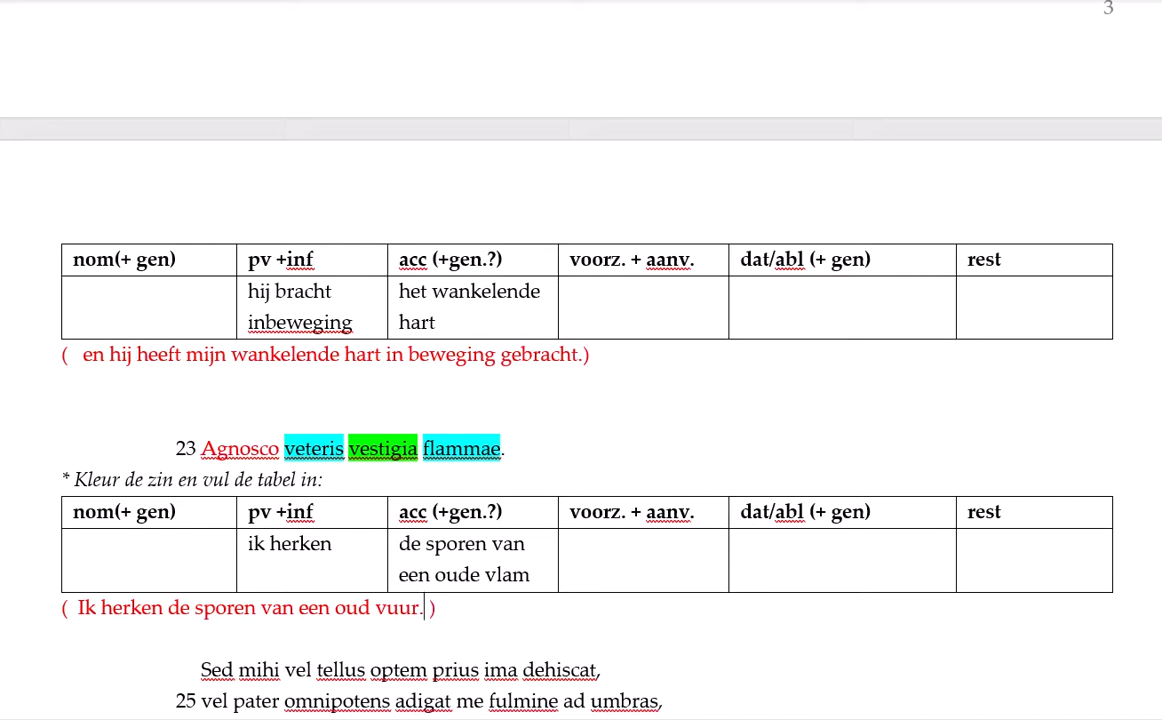 3
nom(+ gen) pv +inf acc (+gen.?) voorz. + aanv. dat/abl (+ gen) rest
hij bracht het wankelende
inbeweging hart
( en hij heeft mijn wankelende hart in beweging gebracht.)
23 Agnosco veteris vestigia flammae.
* Kleur de zin en vul de tabel in:
nom(+ gen) pv +inf acc (+gen.?) voorz. + aanv. dat/abl (+ gen) rest
ik herken de sporen van
een oude vlam
( Ik herken de sporen van een oud vuur. )
Sed mihi vel tellus optem prius ima dehiscat,
25 vel pater omnipotens adigat me fulmine ad umbras,